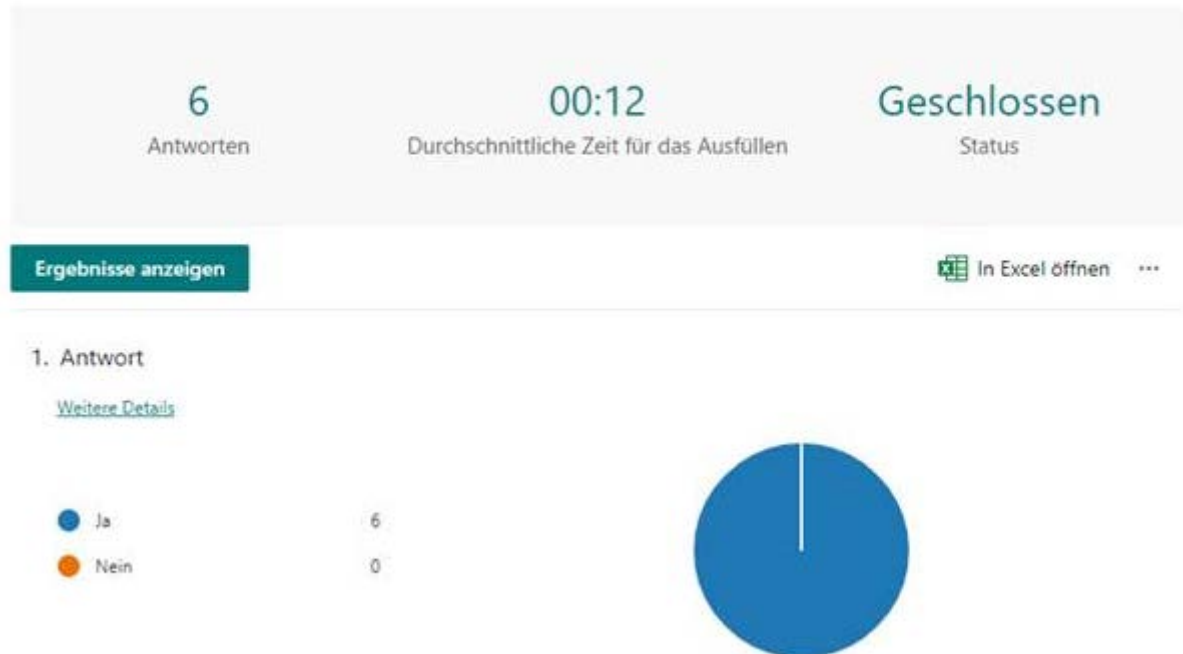 6 00:12 Geschlossen
Antworten Durchschnittliche Zeit für das Ausfüllen Status
Ergebnisse anzeigen In Excel öffnen ...
1. Antwort
Weitere Details
Ja 6
Nein 0